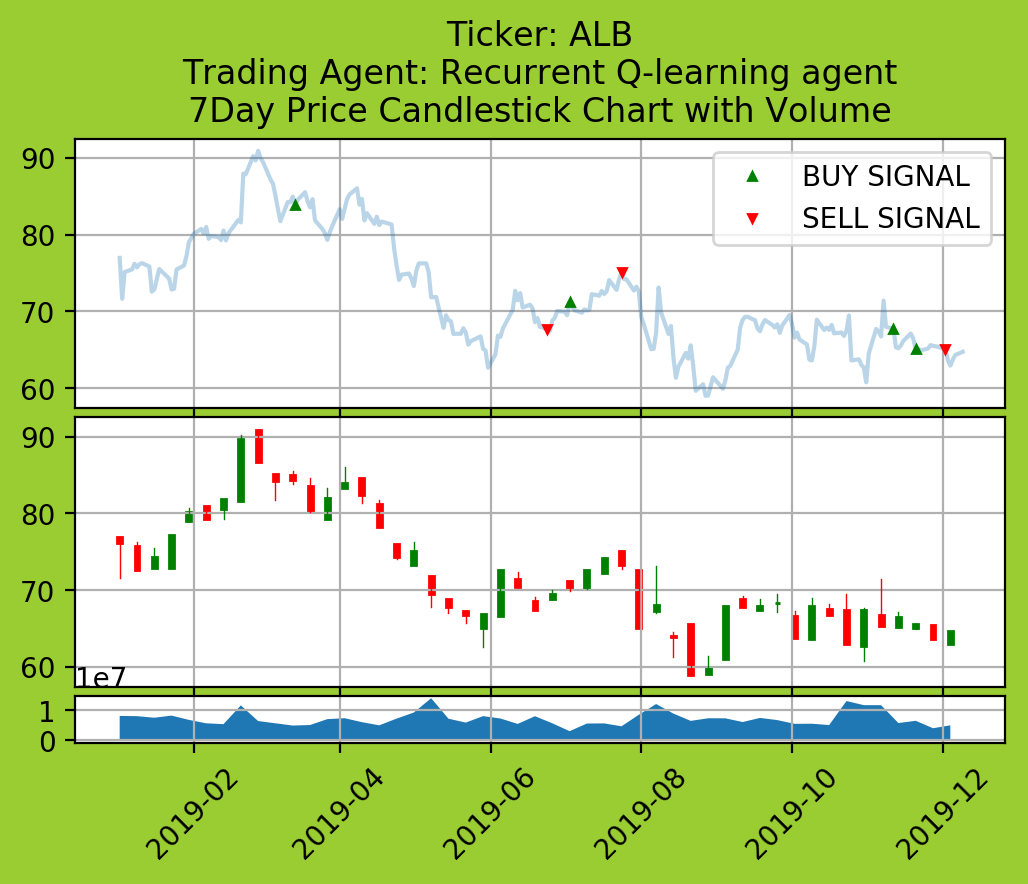 Ticker: ALB
Trading Agent: Recurrent Q-learning agent
7Day Price Candlestick Chart with Volume
90
80
70
60
BUY SIGNAL
SELL SIGNAL
90
80
70
60
1e7
1
0
2019-02
2019-04
2019-06
2019-08
2019-10
2019-12